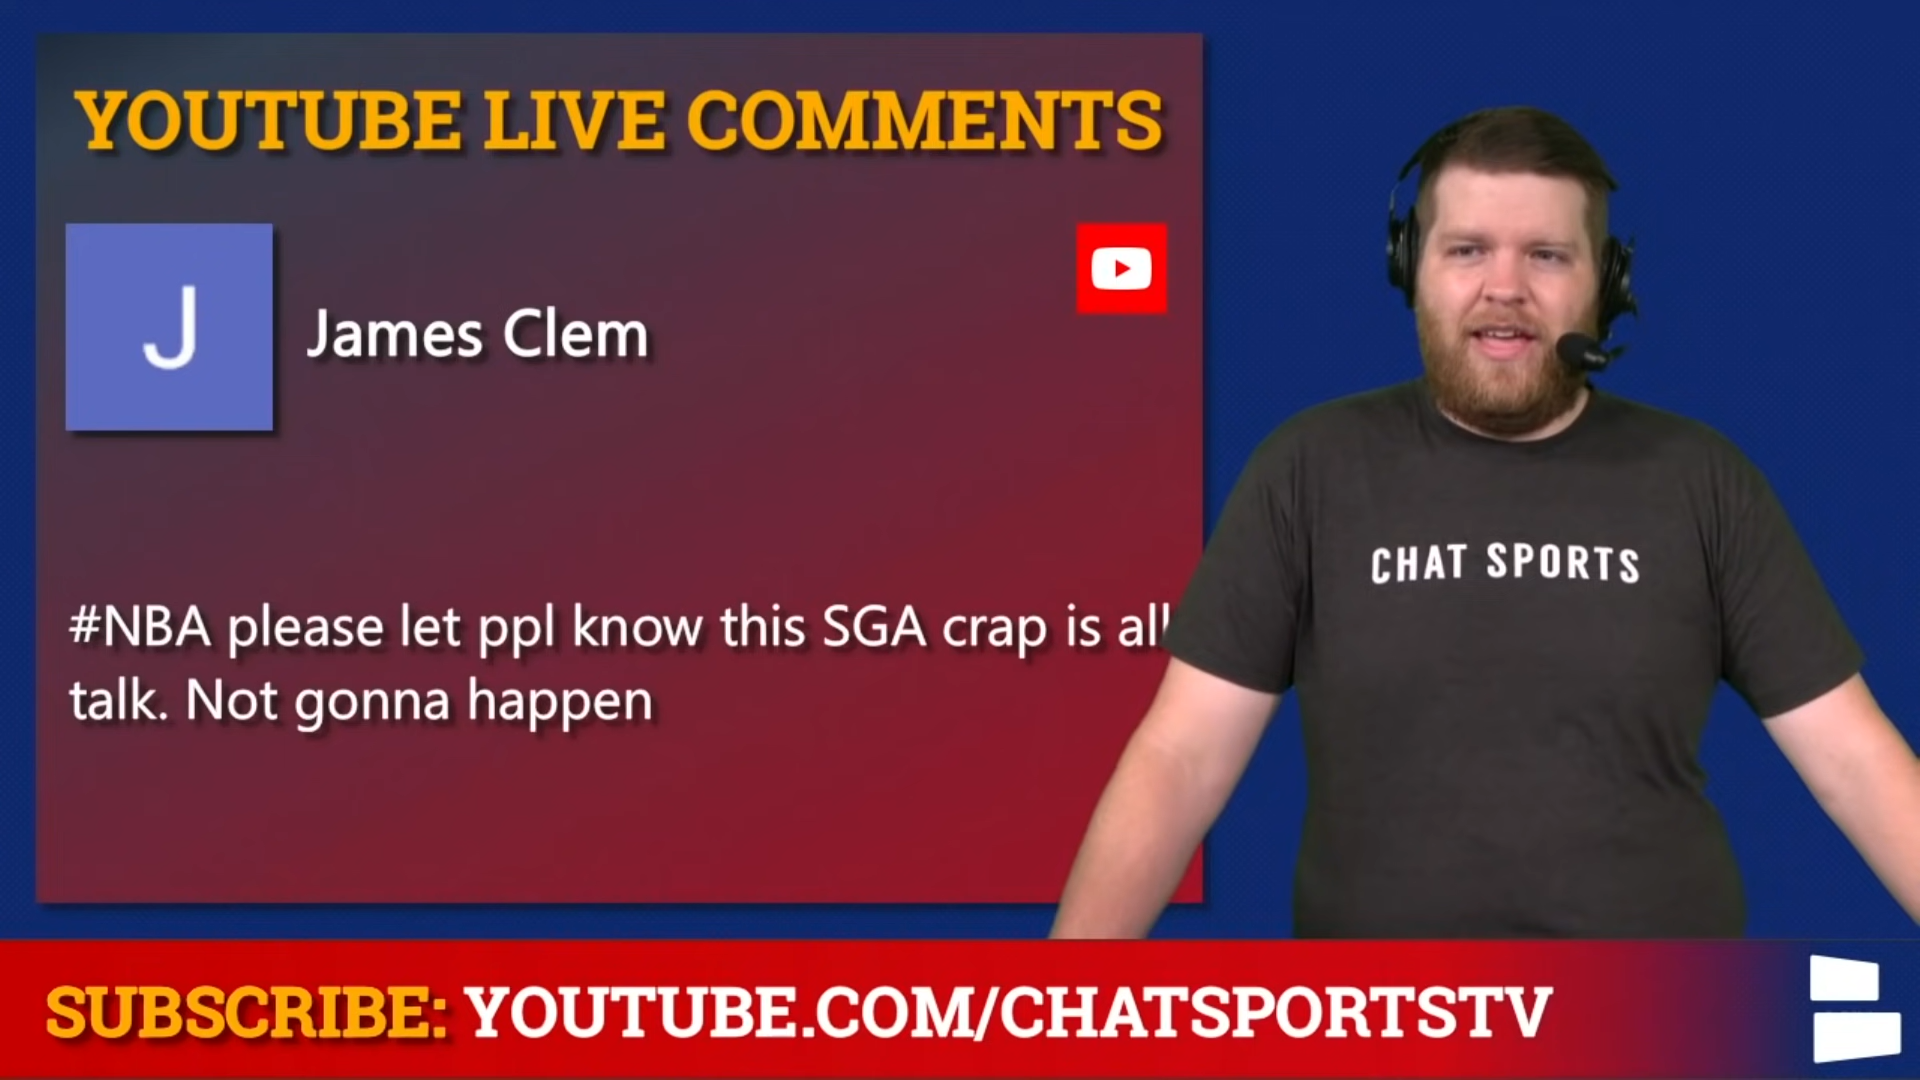 YOUTUBE LIVE COMMENTS
J
James Clem
#NBA please let ppl know this SGA crap is all
talk. Not gonna happen
CHAT SPORTS
SUBSCRIBE: YOUTUBE.COM/CHATSPORTSTV